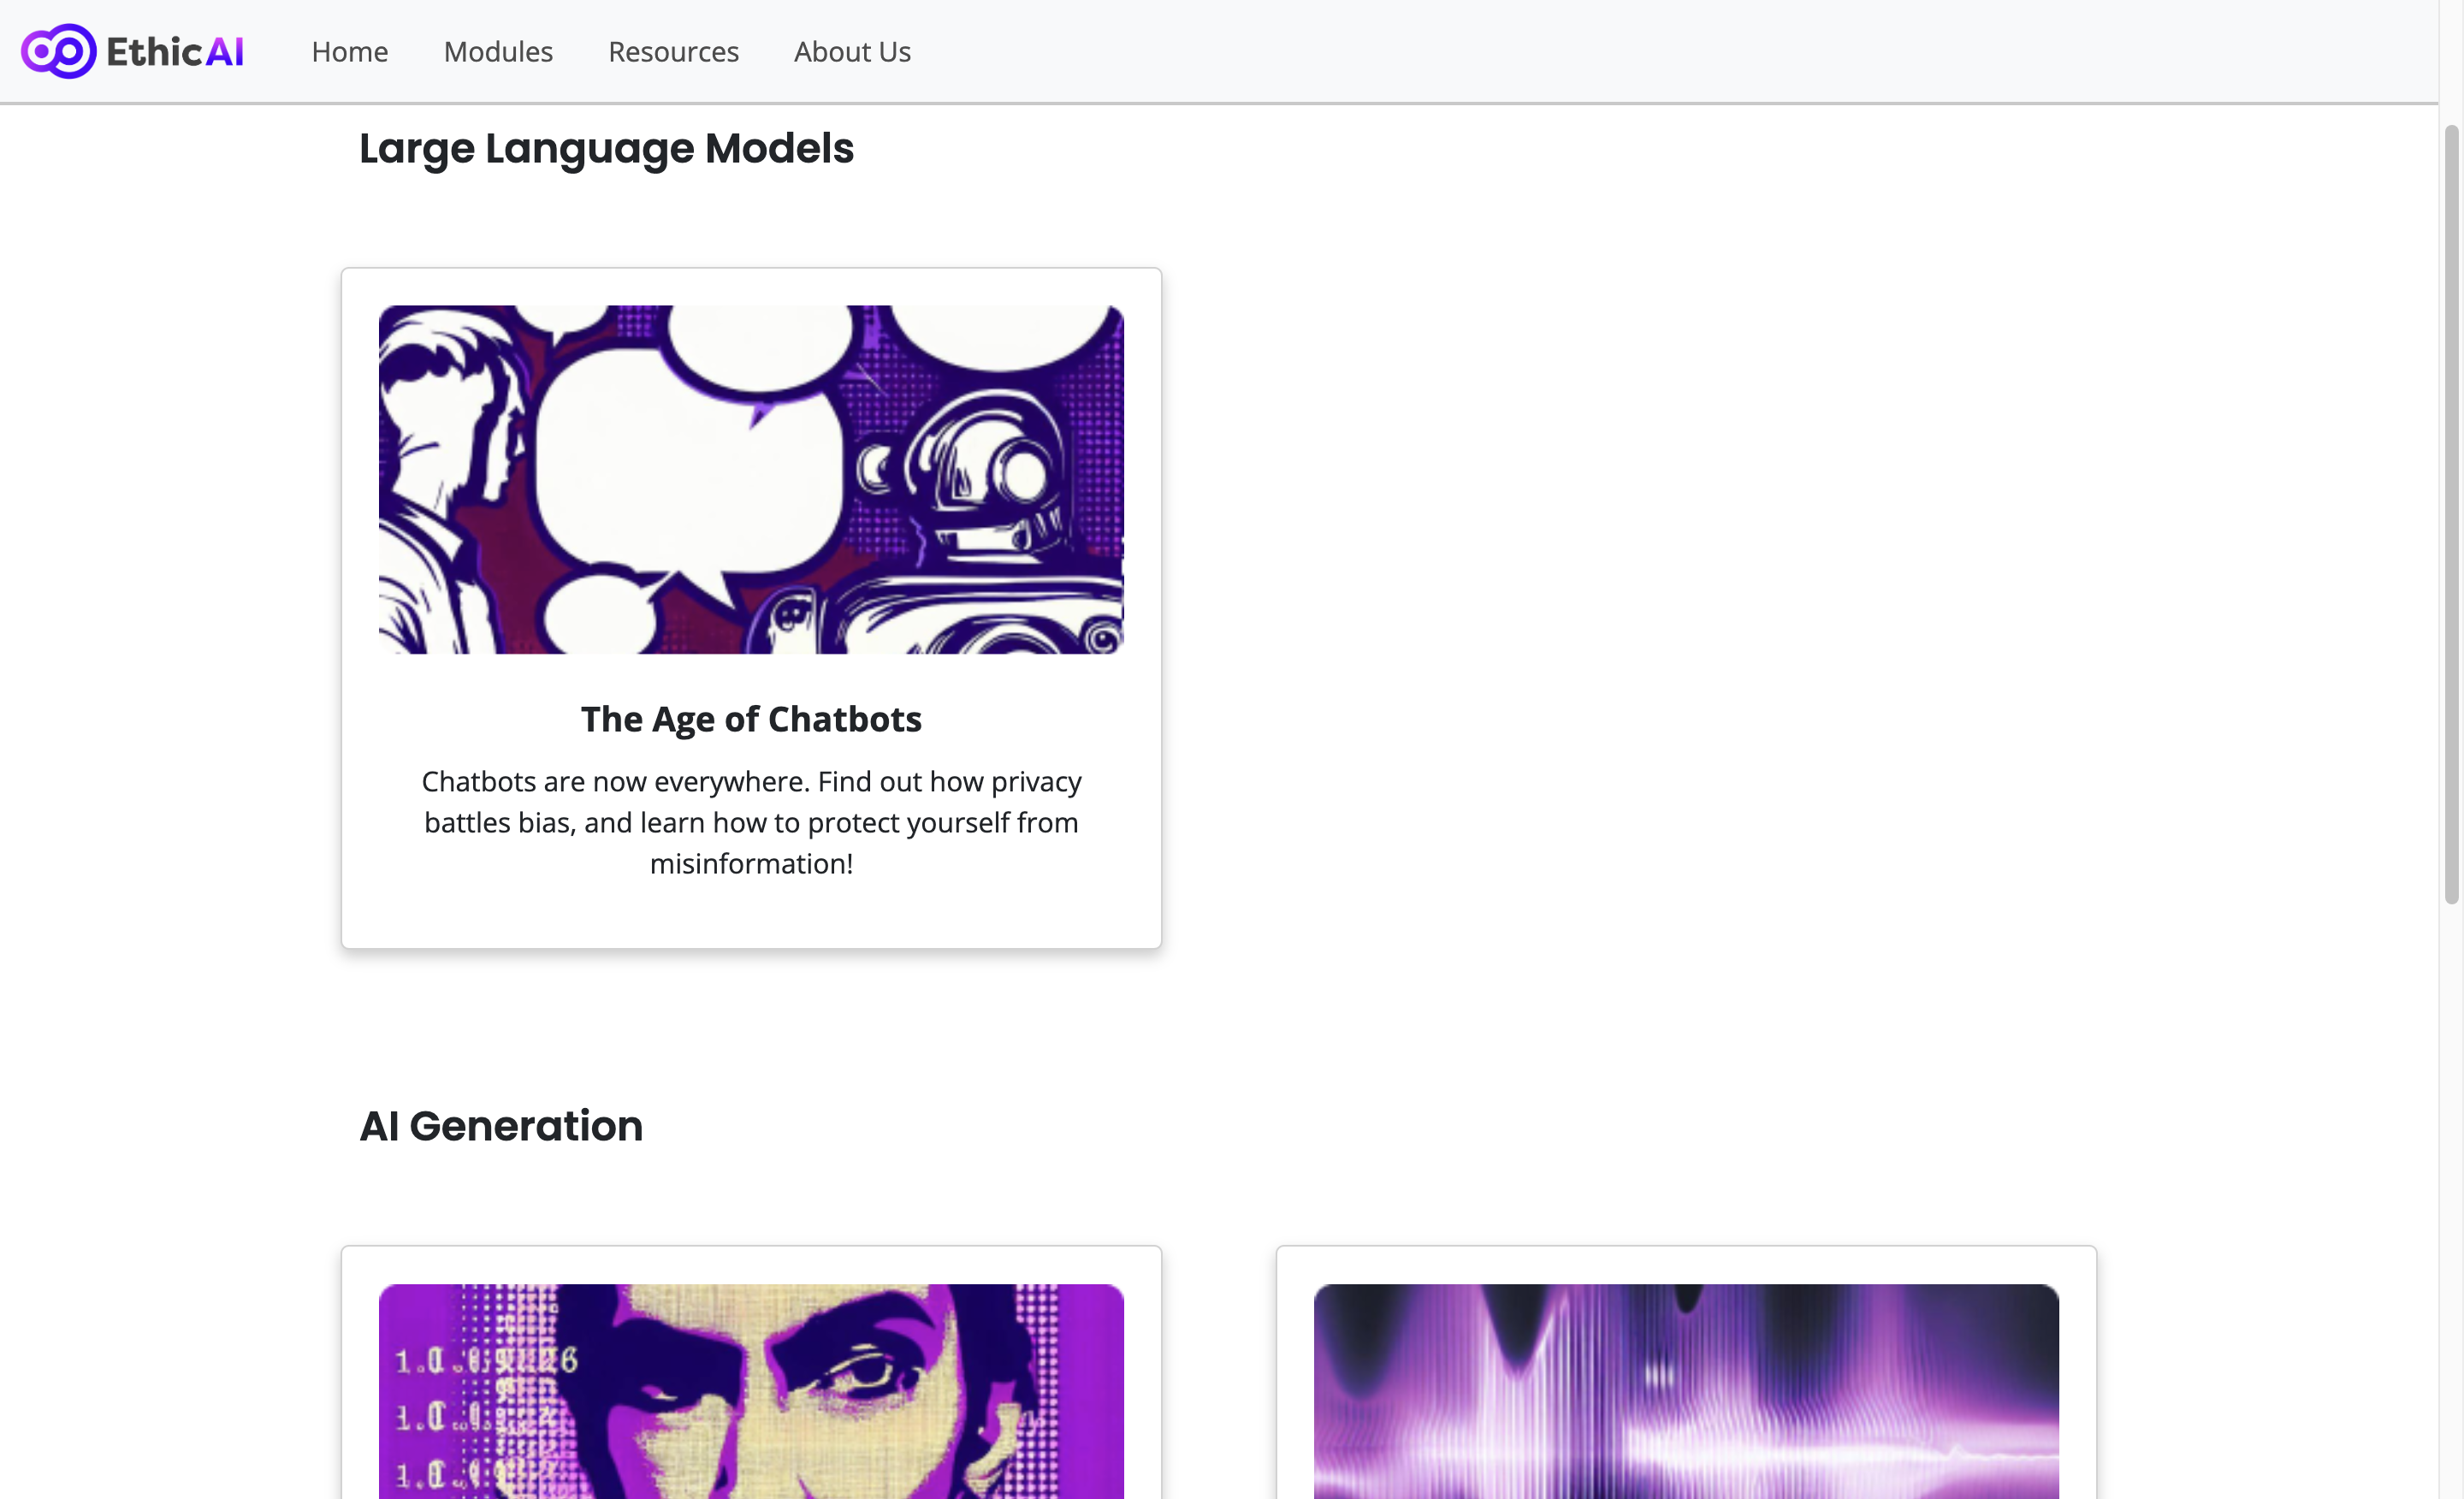 EthicAI
Home
Modules
Resources
About Us
Large Language Models
The Age of Chatbots
Chatbots are now everywhere. Find out how privacy
battles bias, and learn how to protect yourself from
misinformation!
AI Generation